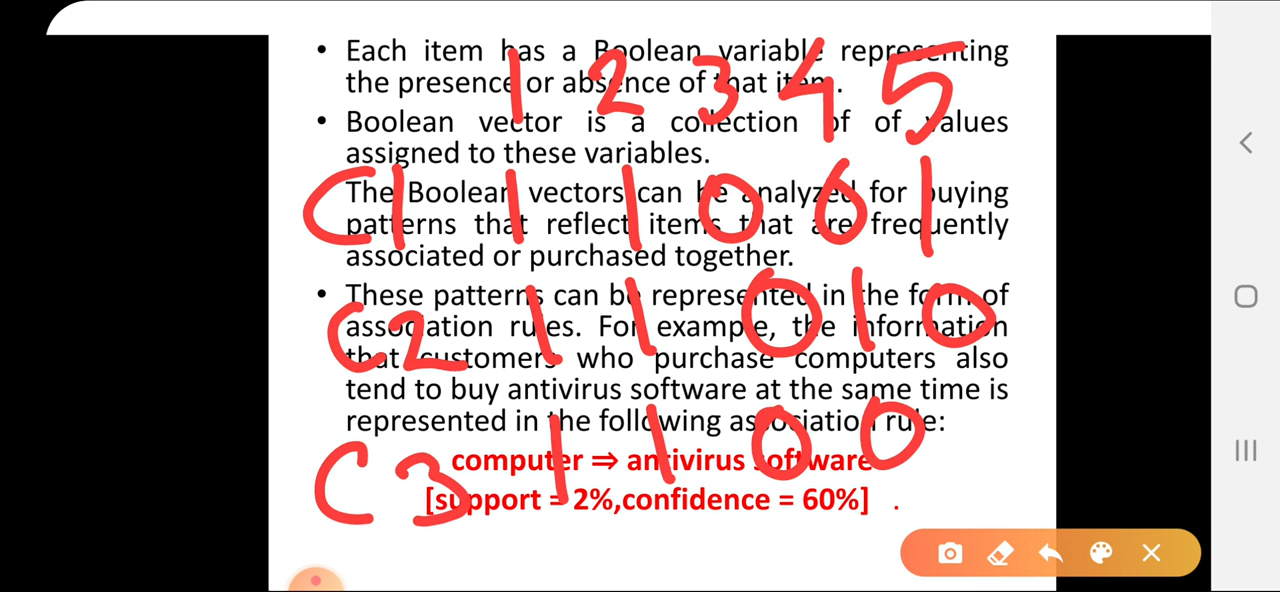 • Each item has a Boolean variable representing
the presence or absence of that item.
1 2 3 4 5
• Boolean vector is a collection of of values
assigned to these variables.
The Boolean vectors can be analyzed for buying
C1 1 1 0 0 1
patterns that reflect items that are frequently
associated or purchased together.
• These patterns can be represented in the form of
C2 1 1 0 1 0
association rules. For example, the information
that customers who purchase computers also
tend to buy antivirus software at the same time is
represented in the following association rule:
computer ⇒ antivirus software
C3 1 1 0 0
[support = 2%,confidence = 60%] .